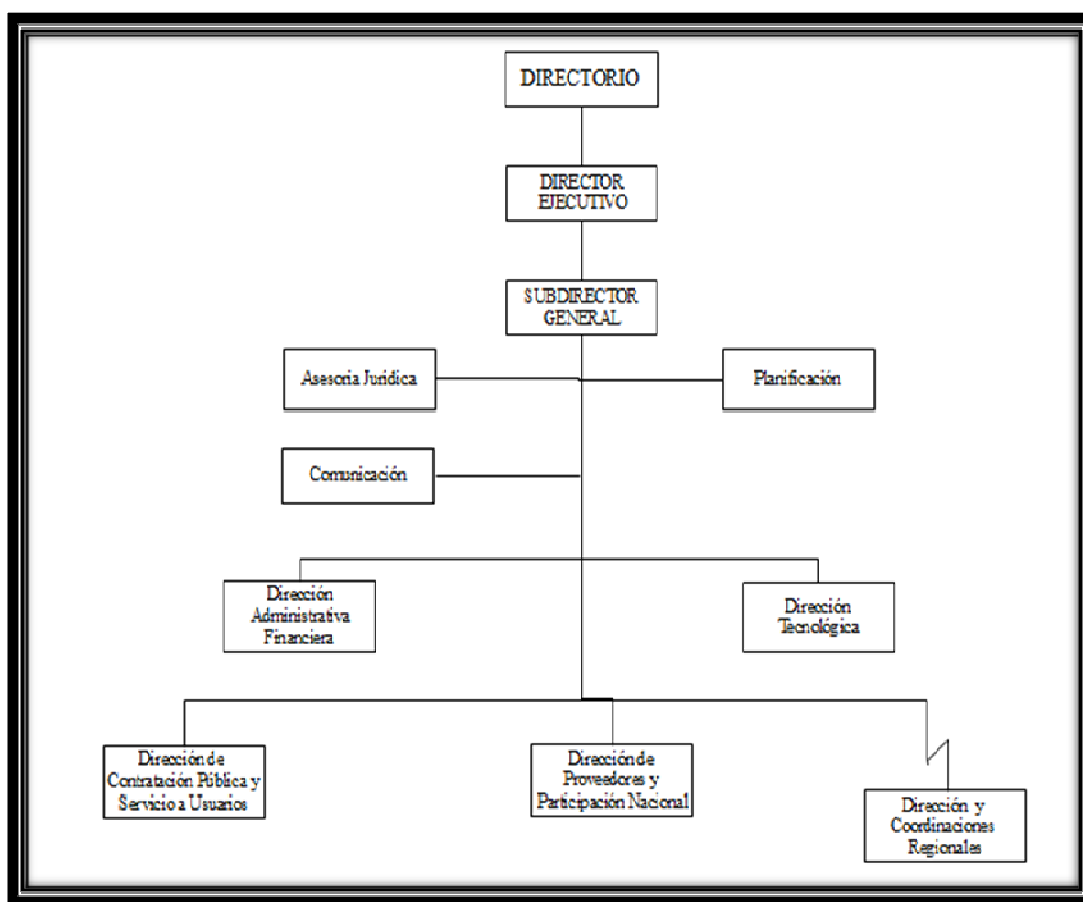 DIRECTORIO
DIRECTOR
EJECUTIVO
SUBDIRECTOR
GENERAL
Asesoria Jurídica
Planificación
Comunicación
Dirección
Administrativa
Financiera
Dirección
Tecnológica
Dirección de
Contratación Pública y
Servicio a Usuarios
Dirección de
Proveedores y
Participación Nacional
Dirección y
Coordinaciones
Regionales